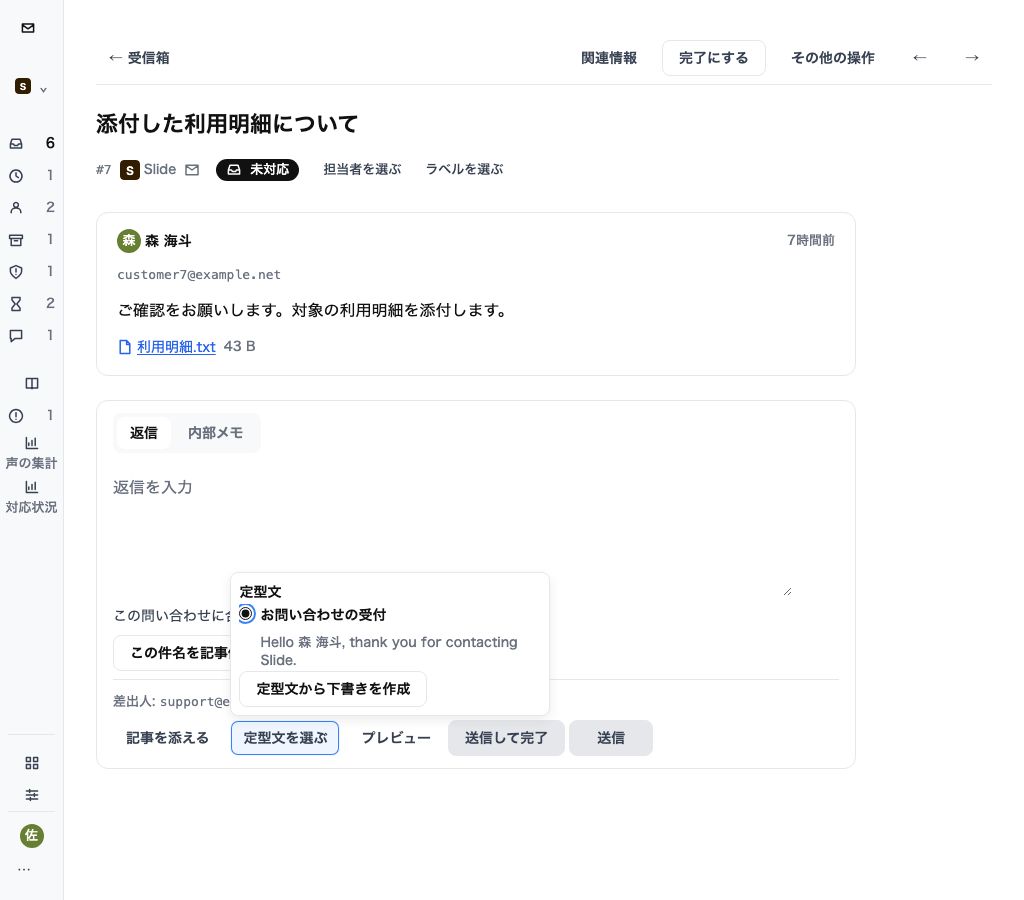 ← 受信箱
関連情報
完了にする
その他の操作
←
→
S
6
1
2
1
1
2
1
1
声の集計
対応状況
佐
...
添付した利用明細について
#7 S Slide 未対応 担当者を選ぶ ラベルを選ぶ
森 森 海斗 7時間前
customer7@example.net
ご確認をお願いします。対象の利用明細を添付します。
利用明細.txt 43 B
返信 内部メモ
返信を入力
この問い合わせに
この件名を記事
差出人: support@e
定型文
お問い合わせの受付
Hello 森 海斗, thank you for contacting
Slide.
定型文から下書きを作成
記事を添える 定型文を選ぶ プレビュー 送信して完了 送信